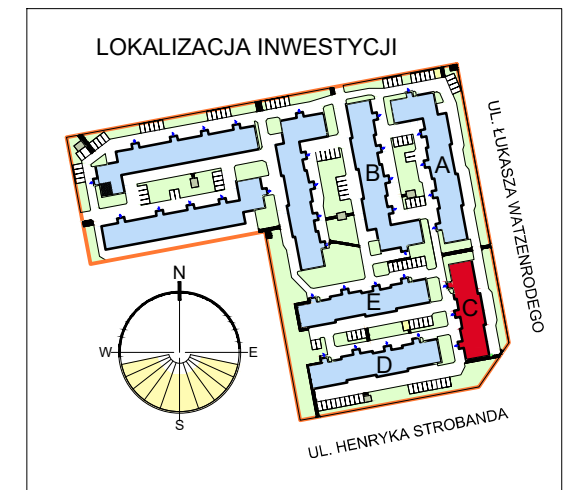 LOKALIZACJA INWESTYCJI
UL. ŁUKASZA WATZENRODEGO
A
B
C
E
D
N
W
E
S
UL. HENRYKA STROBANDA